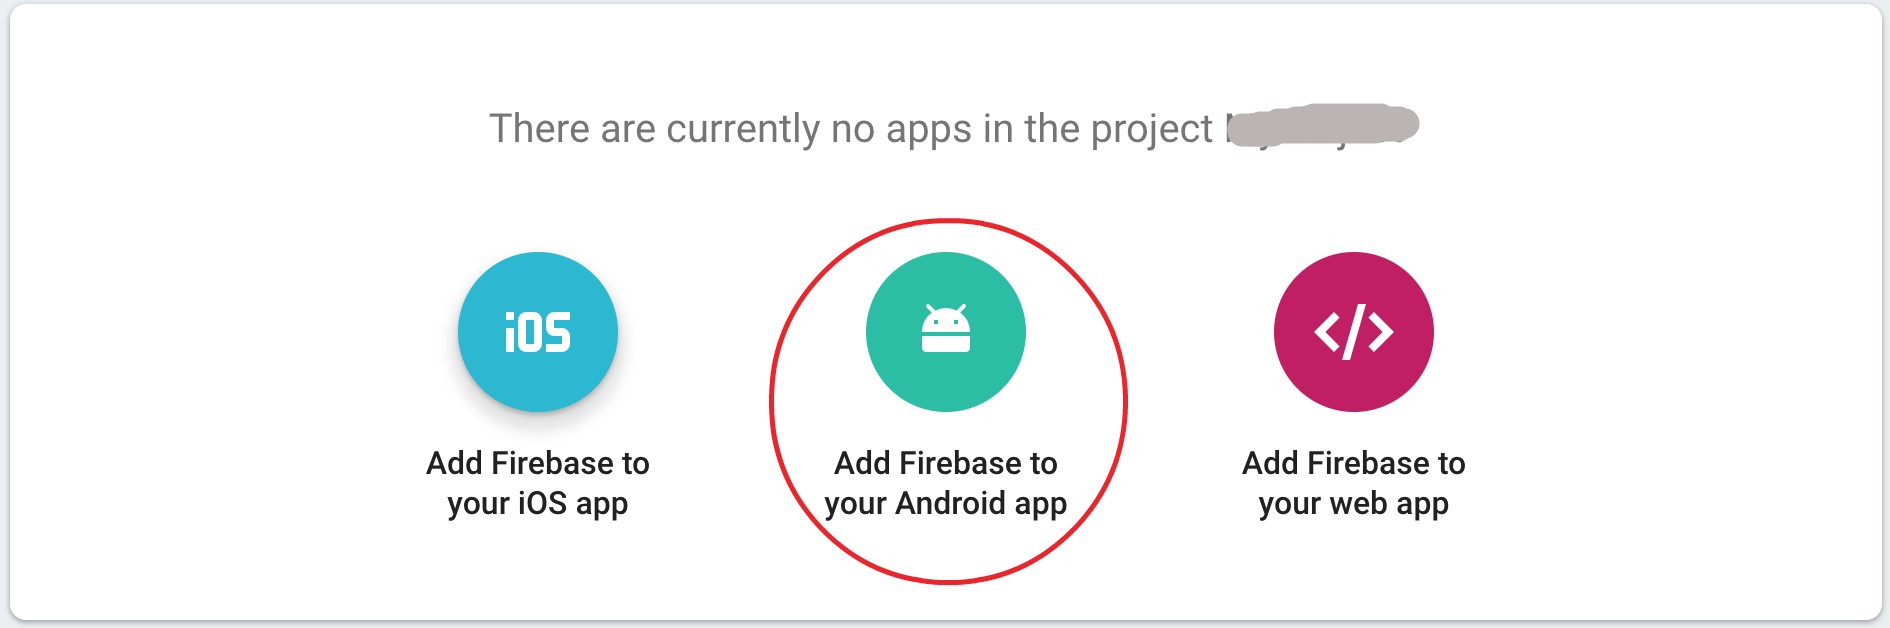 There are currently no apps in the project
iOS
Add Firebase to
your iOS app
Add Firebase to
your Android app
</>
Add Firebase to
your web app